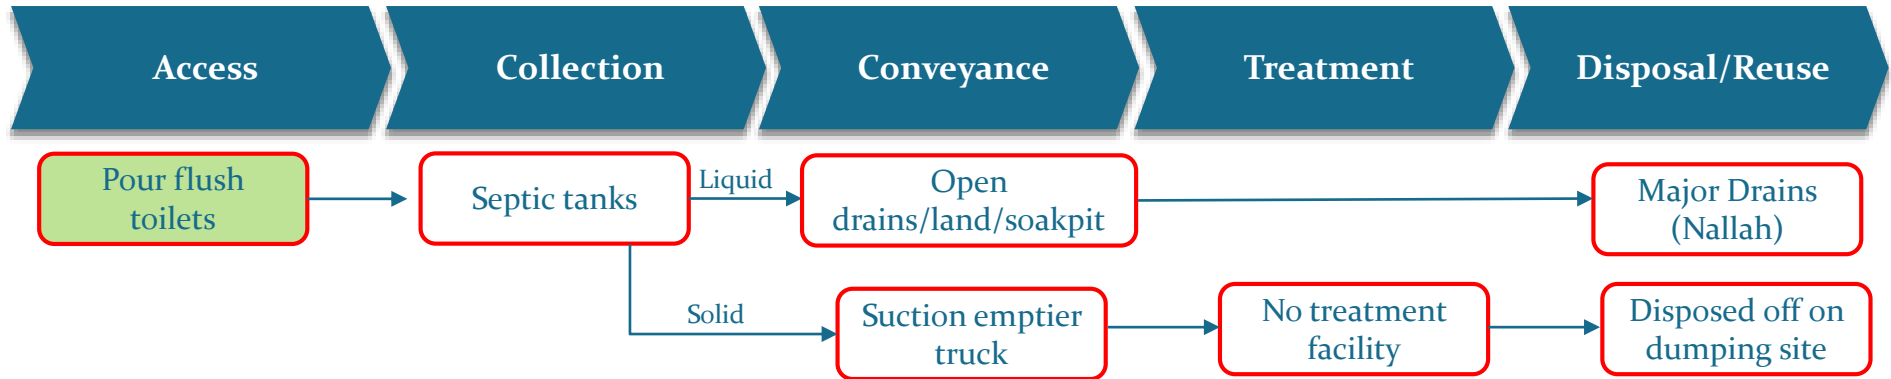 Access
Collection
Conveyance
Treatment
Disposal/Reuse
Pour flush
toilets
Septic tanks
Liquid
Open
drains/land/soakpit
Major Drains
(Nallah)
Solid
Suction emptier
truck
No treatment
facility
Disposed off on
dumping site